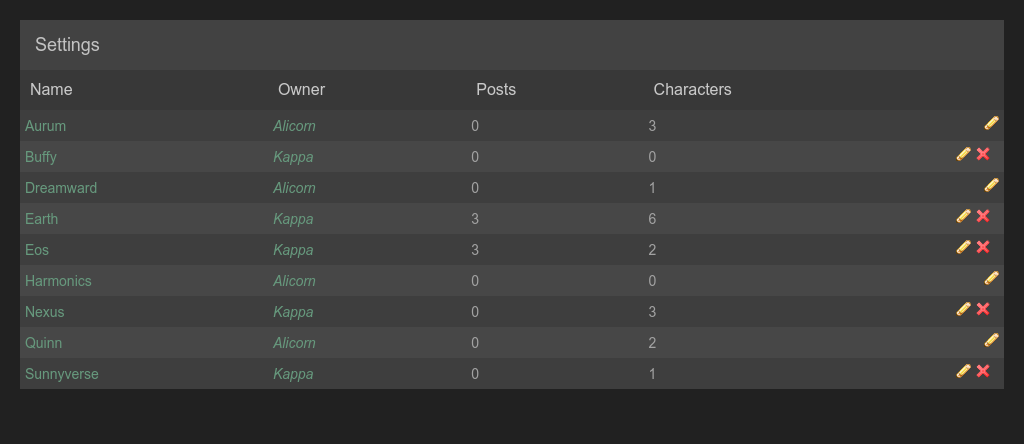 Settings
Name Owner Posts Characters
Aurum Alicorn 0 3
Buffy Kappa 0 0
Dreamward Alicorn 0 1
Earth Kappa 3 6
Eos Kappa 3 2
Harmonics Alicorn 0 0
Nexus Kappa 0 3
Quinn Alicorn 0 2
Sunnyverse Kappa 0 1